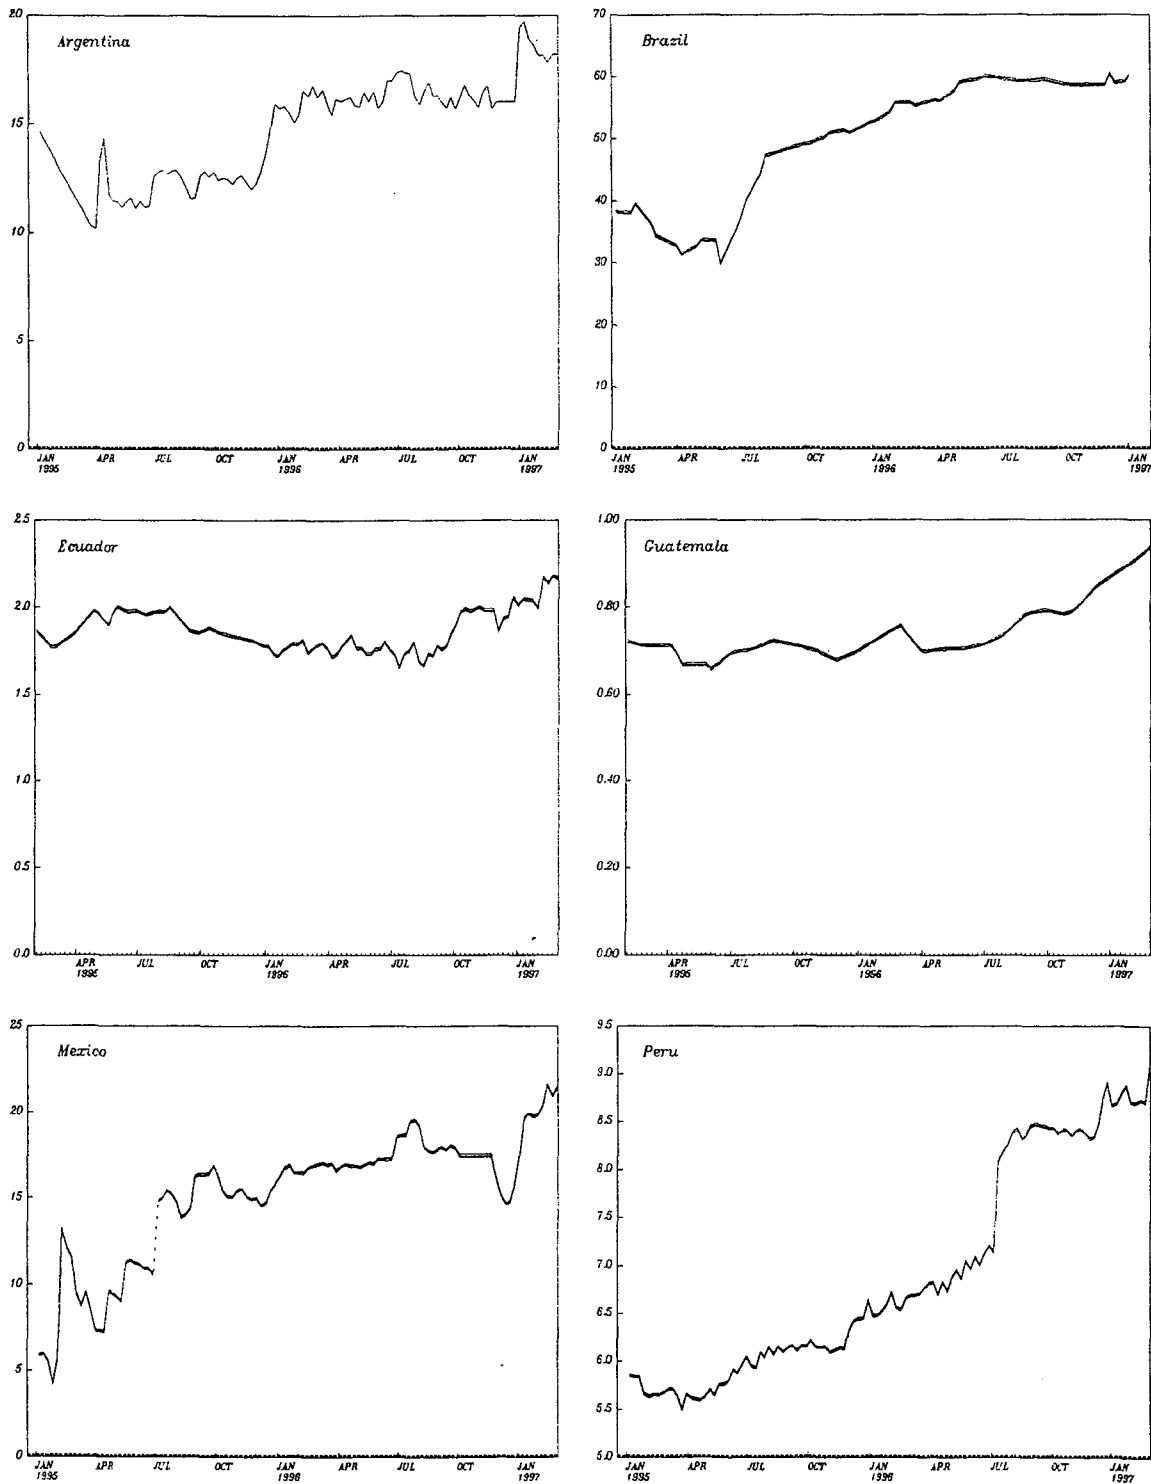 Argentina
20
15
10
5
0
JAN APR JUL OCT JAN APR JUL OCT JAN
1995 1996 1997
Brazil
70
60
50
40
30
20
10
0
JAN APR JUL OCT JAN APR JUL OCT JAN
1995 1996 1997
Ecuador
2.5
2.0
1.5
1.0
0.5
0.0
APR JUL OCT JAN APR JUL OCT JAN
1995 1996 1997
Guatemala
1.00
0.80
0.60
0.40
0.20
0.00
APR JUL OCT JAN APR JUL OCT JAN
1995 1996 1997
Mexico
25
20
15
10
5
0
JAN APR JUL OCT JAN APR JUL OCT JAN
1995 1996 1997
Peru
9.5
9.0
8.5
8.0
7.5
7.0
6.5
6.0
5.5
5.0
JAN APR JUL OCT JAN APR JUL OCT JAN
1995 1996 1997